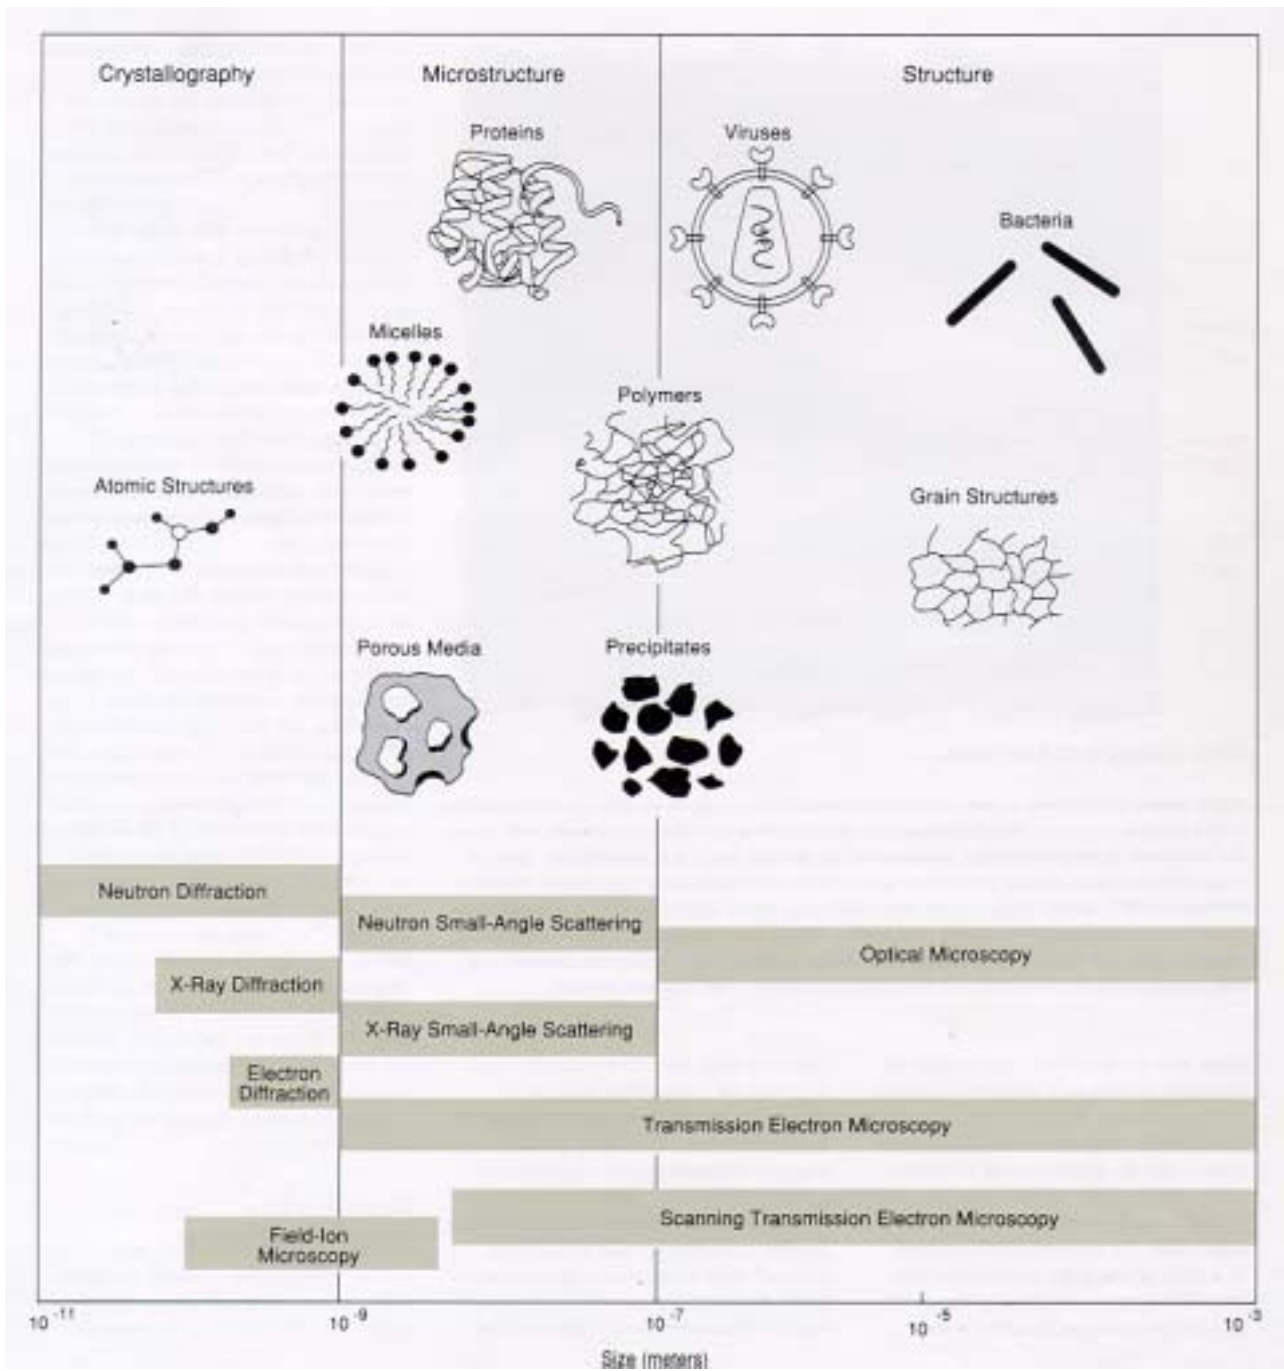 Crystallography
Microstructure
Structure
Proteins
Viruses
Bacteria
Micelles
Polymers
Atomic Structures
Grain Structures
Porous Media
Precipitates
Neutron Diffraction
Neutron Small-Angle Scattering
Optical Microscopy
X-Ray Diffraction
X-Ray Small-Angle Scattering
Electron
Diffraction
Transmission Electron Microscopy
Scanning Transmission Electron Microscopy
Field-Ion
Microscopy
10⁻¹¹
10⁻⁹
10⁻⁷
10⁻⁵
10⁻³
Size (meters)